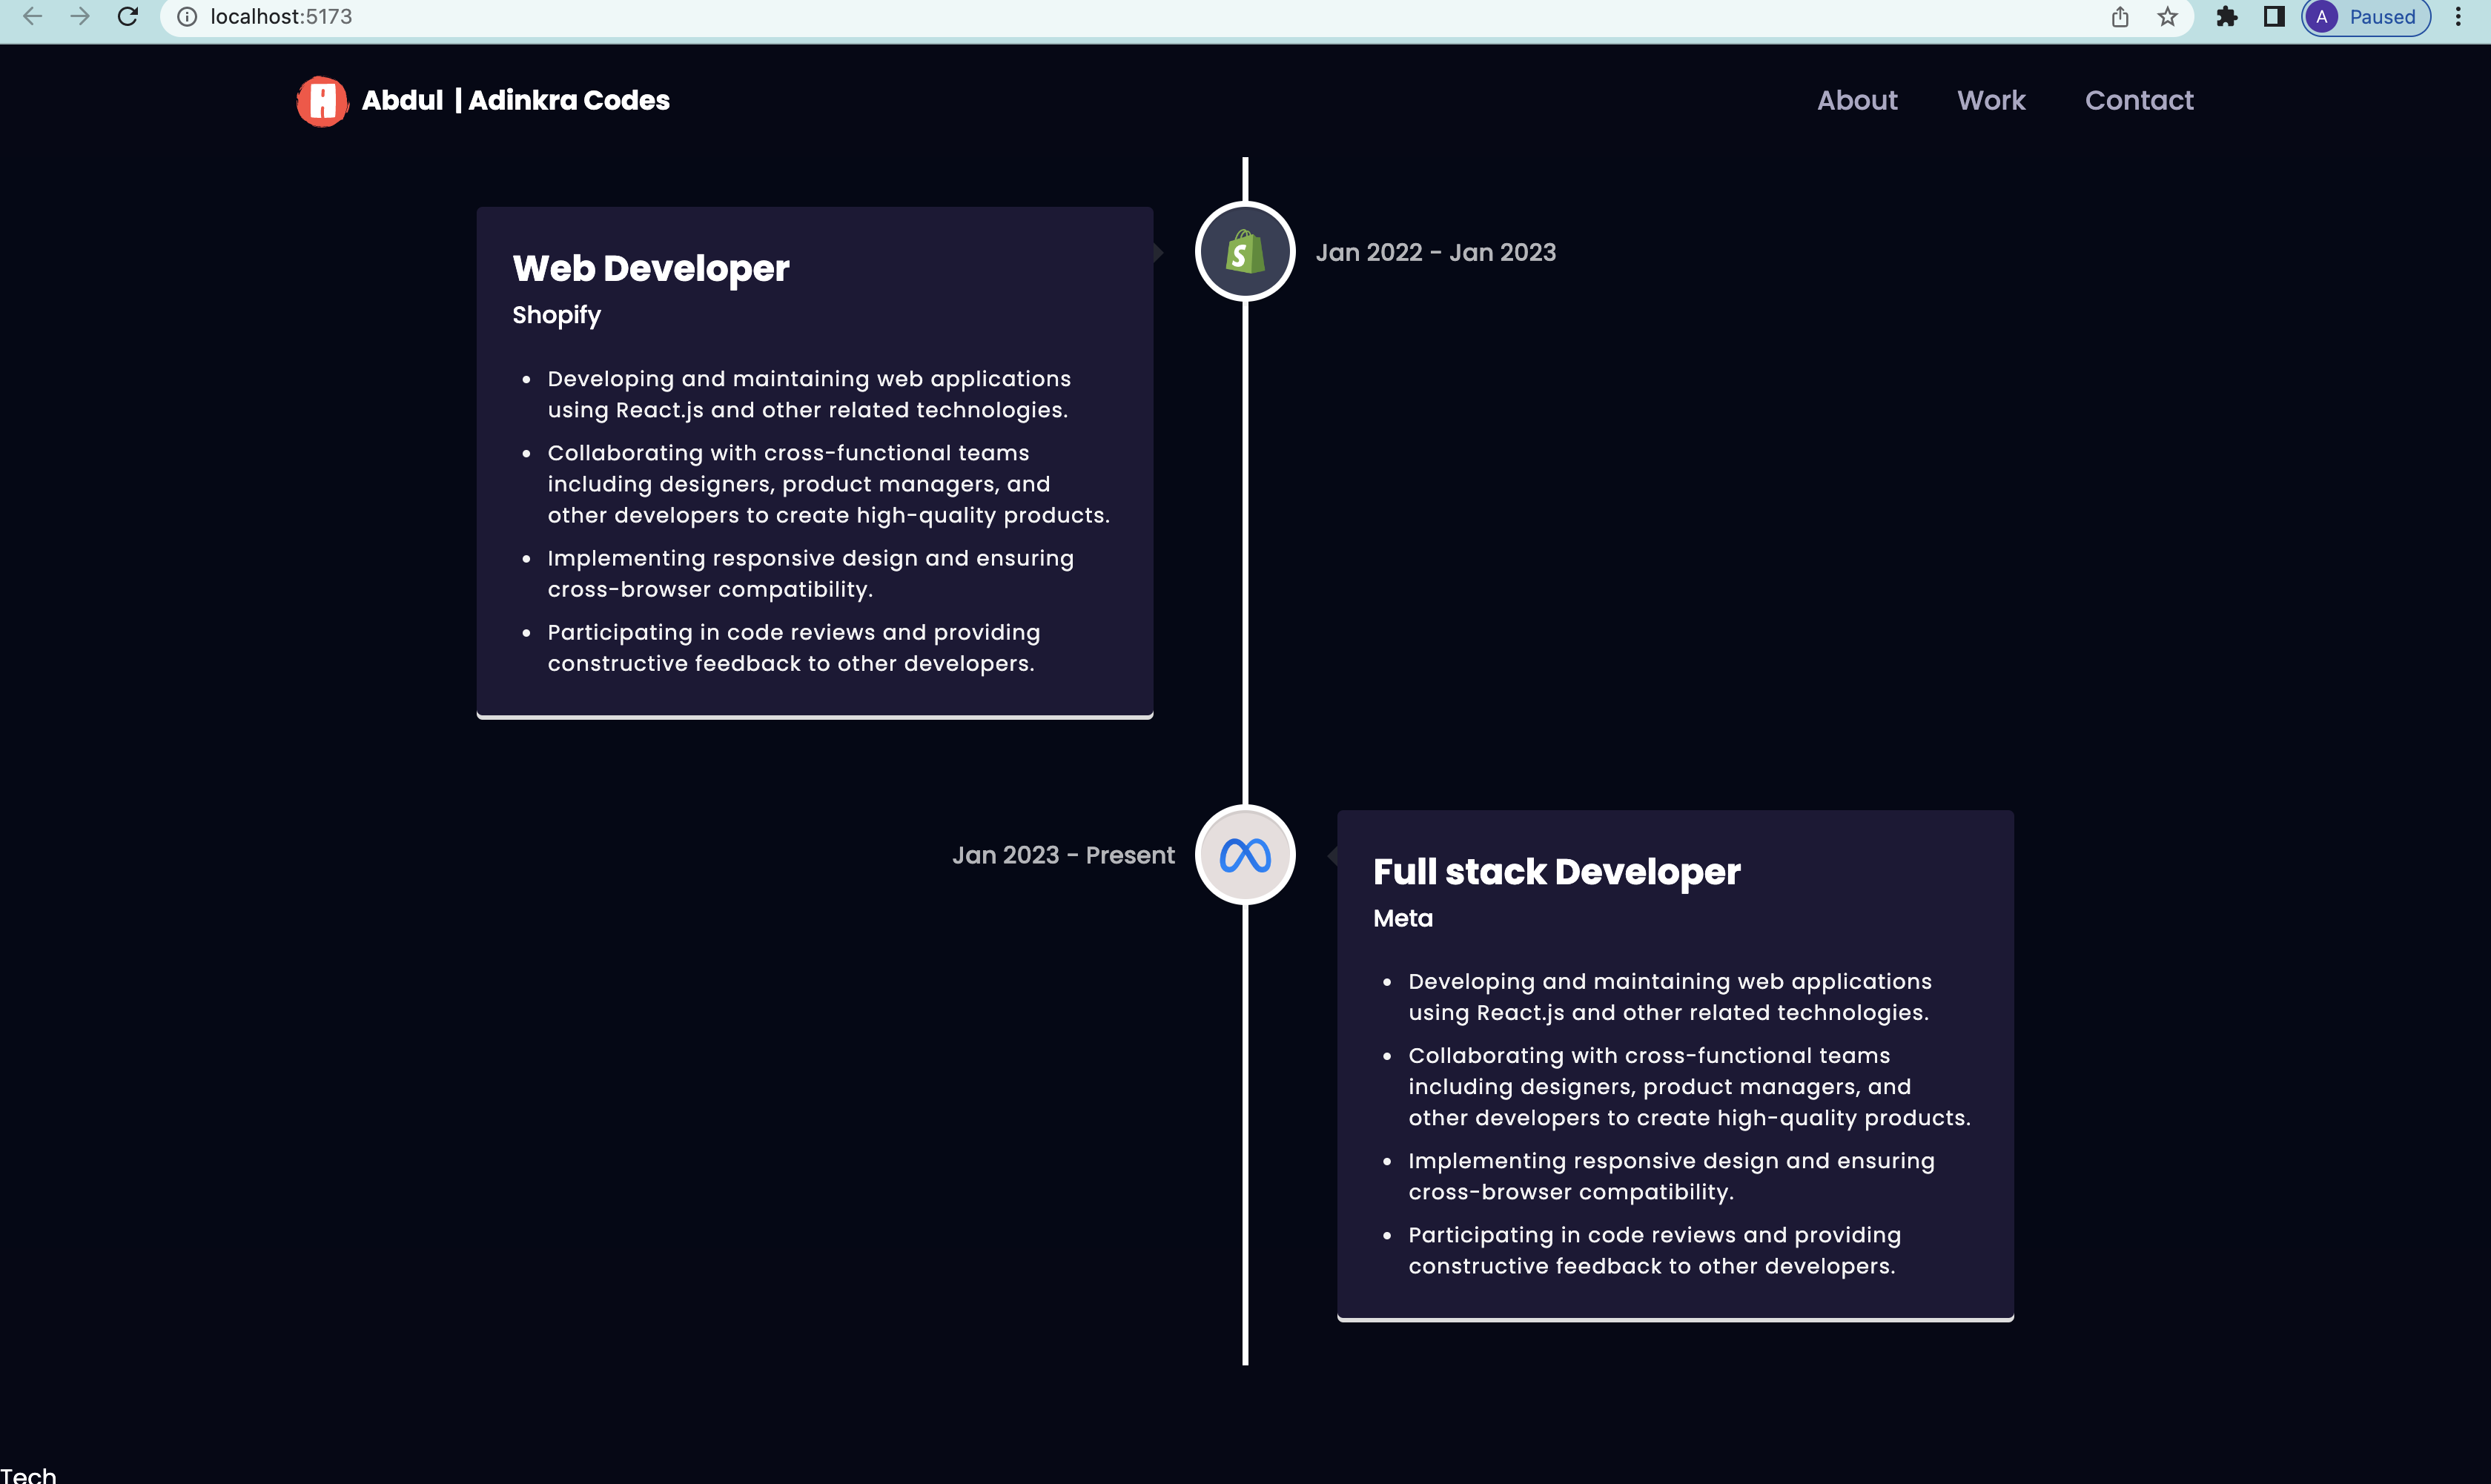 localhost:5173
A Paused
Abdul | Adinkra Codes
About Work Contact
Web Developer
Shopify
Jan 2022 - Jan 2023
• Developing and maintaining web applications
using React.js and other related technologies.
• Collaborating with cross-functional teams
including designers, product managers, and
other developers to create high-quality products.
• Implementing responsive design and ensuring
cross-browser compatibility.
• Participating in code reviews and providing
constructive feedback to other developers.
Jan 2023 - Present
Full stack Developer
Meta
• Developing and maintaining web applications
using React.js and other related technologies.
• Collaborating with cross-functional teams
including designers, product managers, and
other developers to create high-quality products.
• Implementing responsive design and ensuring
cross-browser compatibility.
• Participating in code reviews and providing
constructive feedback to other developers.
Tech